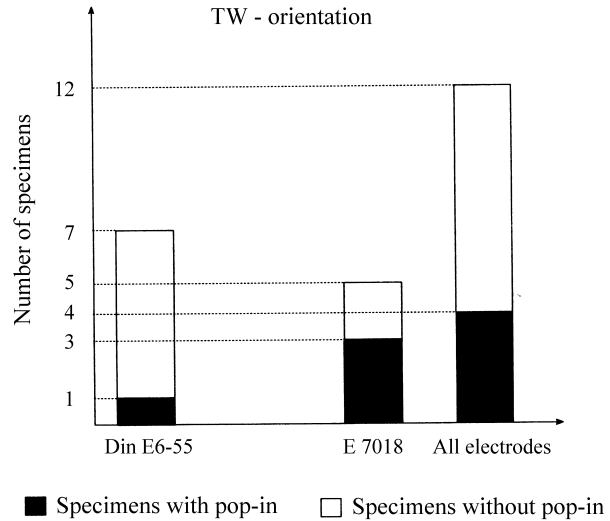 TW - orientation
Number of specimens
12
7
5
4
3
1
Din E6-55
E 7018
All electrodes
Specimens with pop-in
Specimens without pop-in